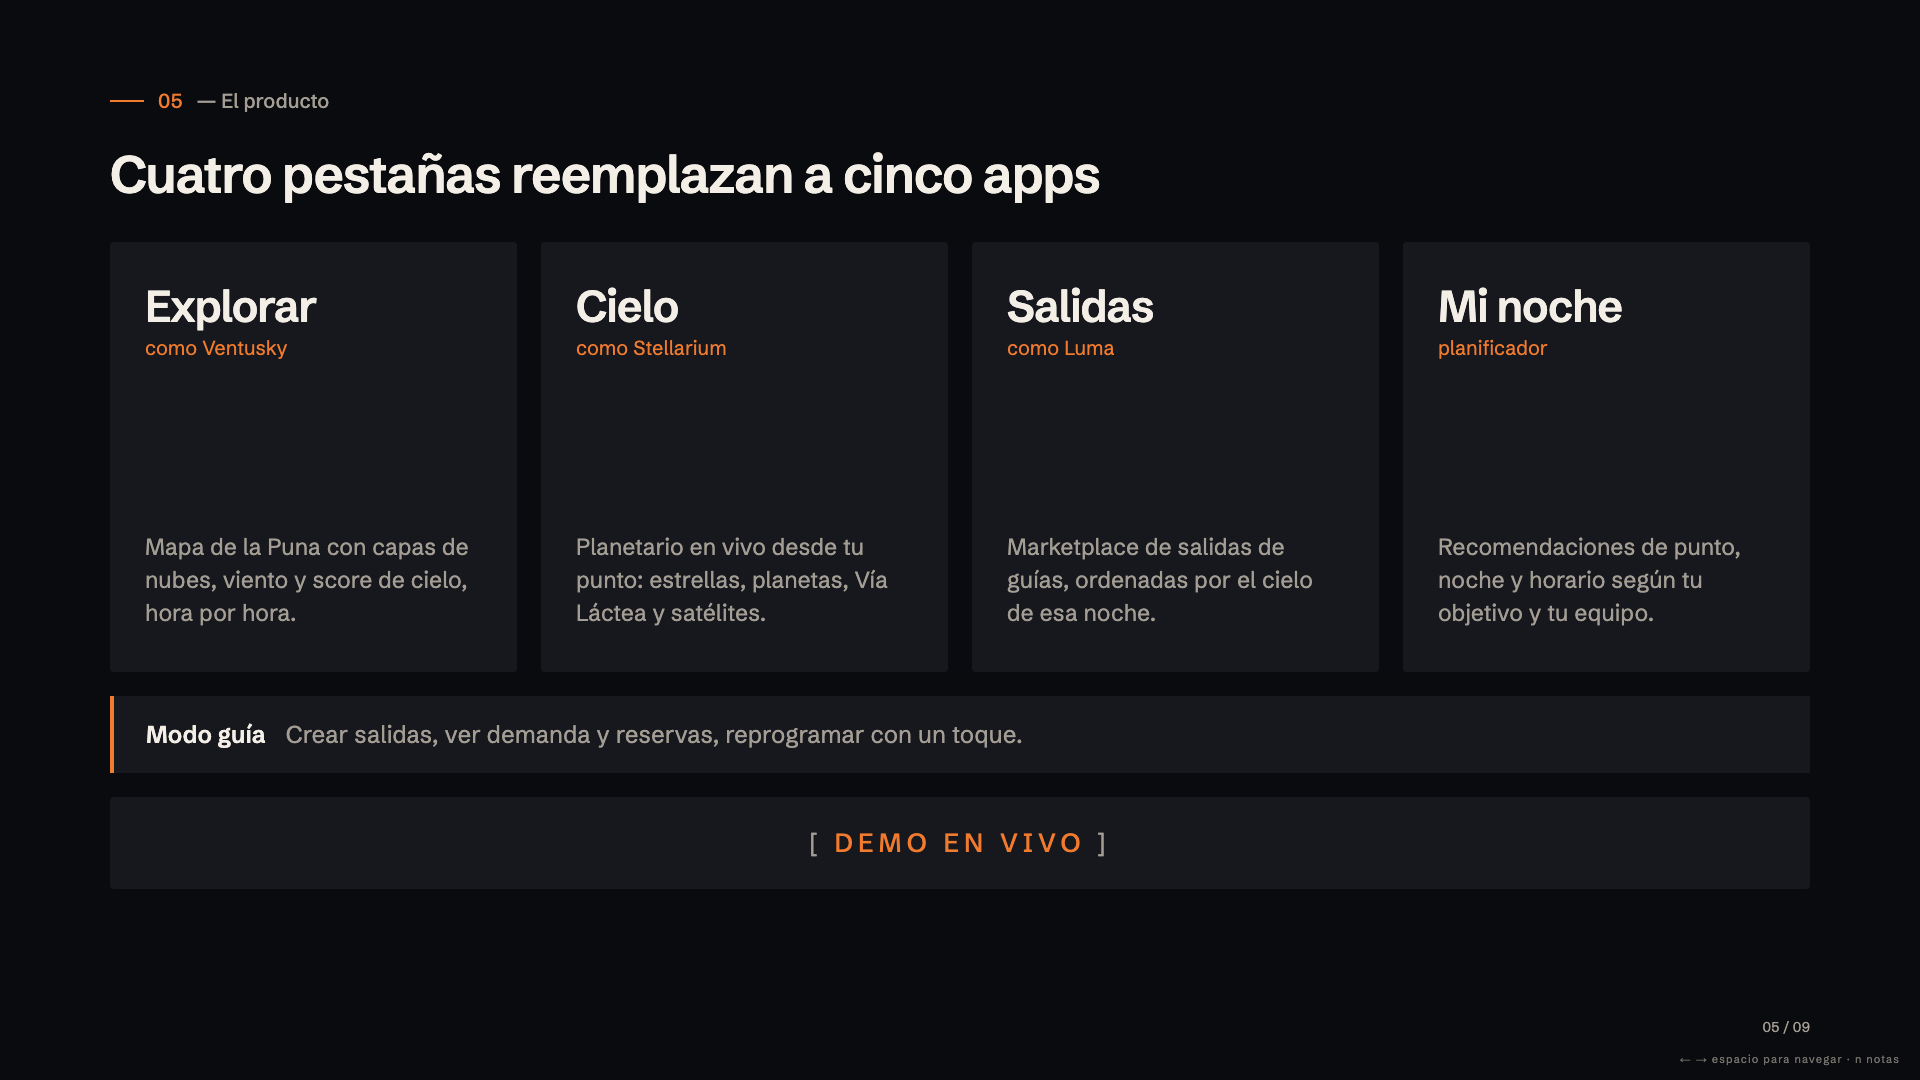 05 — El producto
Cuatro pestañas reemplazan a cinco apps
Explorar
como Ventusky
Mapa de la Puna con capas de
nubes, viento y score de cielo,
hora por hora.
Cielo
como Stellarium
Planetario en vivo desde tu
punto: estrellas, planetas, Vía
Láctea y satélites.
Salidas
como Luma
Marketplace de salidas de
guías, ordenadas por el cielo
de esa noche.
Mi noche
planificador
Recomendaciones de punto,
noche y horario según tu
objetivo y tu equipo.
Modo guía Crear salidas, ver demanda y reservas, reprogramar con un toque.
[ DEMO EN VIVO ]
05 / 09
← → espacio para navegar · n notas